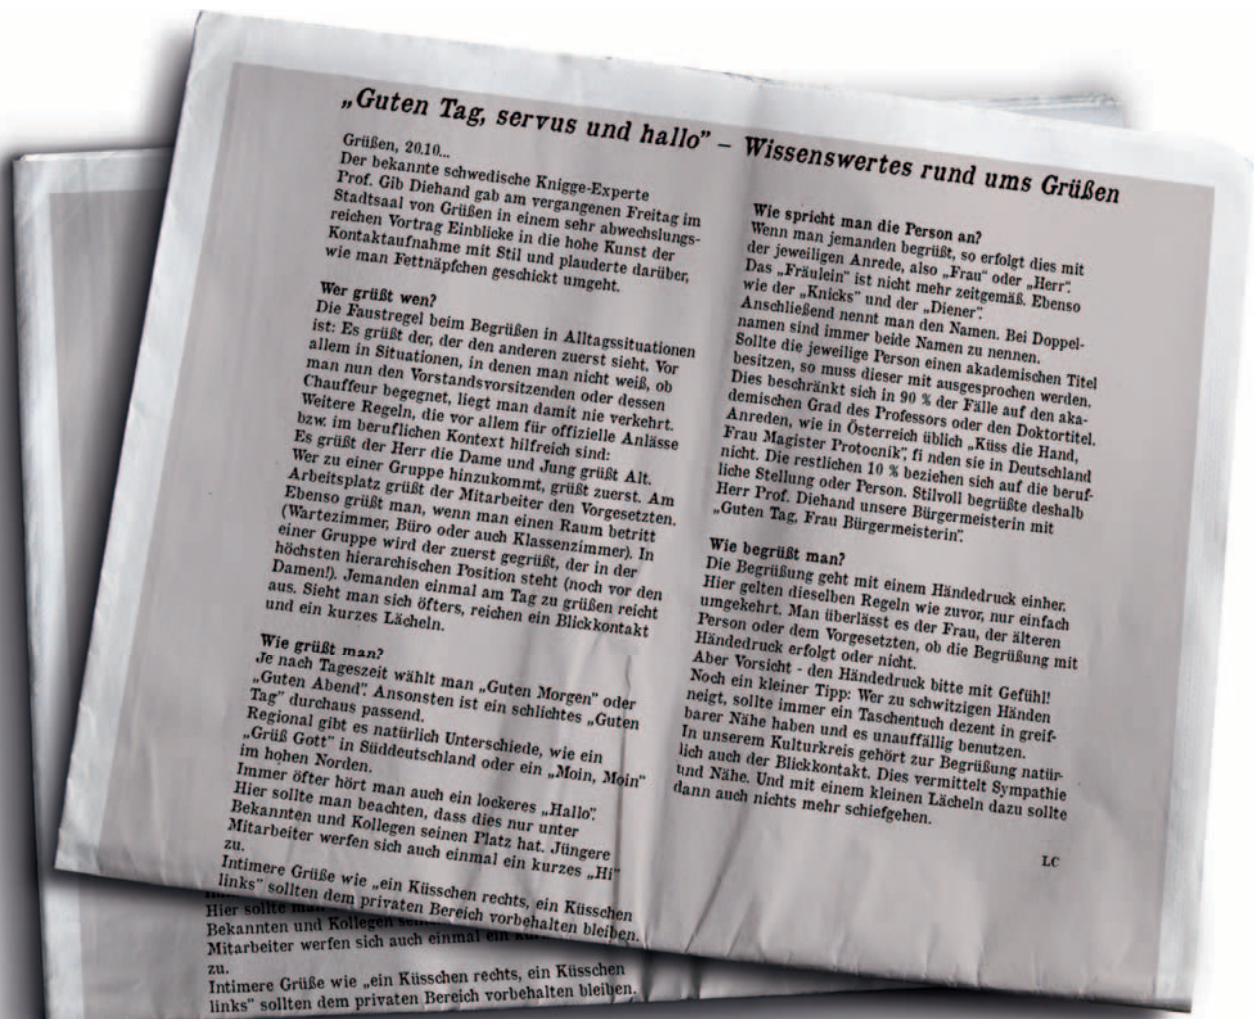 „Guten Tag, servus und hallo” – Wissenswertes rund ums Grüßen
Grüßen, 20.10...
Der bekannte schwedische Knigge-Experte
Prof. Gib Diehand gab am vergangenen Freitag im
Stadtsaal von Grüßen in einem sehr abwechslungs-
reichen Vortrag Einblicke in die hohe Kunst der
Kontaktaufnahme mit Stil und plauderte darüber,
wie man Fettnäpfchen geschickt umgeht.
Wer grüßt wen?
Die Faustregel beim Begrüßen in Alltagssituationen
ist: Es grüßt der, der den anderen zuerst sieht. Vor
allem in Situationen, in denen man nicht weiß, ob
man nun den Vorstandsvorsitzenden oder dessen
Chauffeur begegnet, liegt man damit nie verkehrt.
Weitere Regeln, die vor allem für offizielle Anlässe
bzw. im beruflichen Kontext hilfreich sind:
Es grüßt der Herr die Dame und Jung grüßt Alt.
Wer zu einer Gruppe hinzukommt, grüßt zuerst. Am
Arbeitsplatz grüßt der Mitarbeiter den Vorgesetzten.
Ebenso grüßt man, wenn man einen Raum betritt
(Wartezimmer, Büro oder auch Klassenzimmer). In
einer Gruppe wird der zuerst gegrüßt, der in der
höchsten hierarchischen Position steht (noch vor den
Damen!). Jemanden einmal am Tag zu grüßen reicht
aus. Sieht man sich öfters, reichen ein Blickkontakt
und ein kurzes Lächeln.
Wie grüßt man?
Je nach Tageszeit wählt man „Guten Morgen” oder
„Guten Abend”. Ansonsten ist ein schlichtes „Guten
Tag” durchaus passend.
Regional gibt es natürlich Unterschiede, wie ein
„Grüß Gott” in Süddeutschland oder ein „Moin, Moin”
im hohen Norden.
Immer öfter hört man auch ein lockeres „Hallo”.
Hier sollte man beachten, dass dies nur unter
Bekannten und Kollegen seinen Platz hat. Jüngere
Mitarbeiter werfen sich auch einmal ein kurzes „Hi”
zu.
Intimere Grüße wie „ein Küsschen rechts, ein Küsschen
links” sollten dem privaten Bereich vorbehalten bleiben.
Wie spricht man die Person an?
Wenn man jemanden begrüßt, so erfolgt dies mit
der jeweiligen Anrede, also „Frau” oder „Herr”.
Das „Fräulein” ist nicht mehr zeitgemäß. Ebenso
wie der „Knicks” und der „Diener”.
Anschließend nennt man den Namen. Bei Doppel-
namen sind immer beide Namen zu nennen.
Sollte die jeweilige Person einen akademischen Titel
besitzen, so muss dieser mit ausgesprochen werden.
Dies beschränkt sich in 90 % der Fälle auf den aka-
demischen Grad des Professors oder den Doktortitel.
Anreden, wie in Österreich üblich „Küss die Hand,
Frau Magister Protocnik”, fi nden sie in Deutschland
nicht. Die restlichen 10 % beziehen sich auf die beruf-
liche Stellung oder Person. Stilvoll begrüßte deshalb
Herr Prof. Diehand unsere Bürgermeisterin mit
„Guten Tag, Frau Bürgermeisterin”.
Wie begrüßt man?
Die Begrüßung geht mit einem Händedruck einher.
Hier gelten dieselben Regeln wie zuvor, nur einfach
umgekehrt. Man überlässt es der Frau, der älteren
Person oder dem Vorgesetzten, ob die Begrüßung mit
Händedruck erfolgt oder nicht.
Aber Vorsicht - den Händedruck bitte mit Gefühl!
Noch ein kleiner Tipp: Wer zu schwitzigen Händen
neigt, sollte immer ein Taschentuch dezent in greif-
barer Nähe haben und es unauffällig benutzen.
In unserem Kulturkreis gehört zur Begrüßung natür-
lich auch der Blickkontakt. Dies vermittelt Sympathie
und Nähe. Und mit einem kleinen Lächeln dazu sollte
dann auch nichts mehr schiefgehen.
LC
Hier sollte
Bekannten und Kollegen
Mitarbeiter werfen sich auch einmal ein
zu.
Intimere Grüße wie „ein Küsschen rechts, ein Küsschen
links” sollten dem privaten Bereich vorbehalten bleiben.